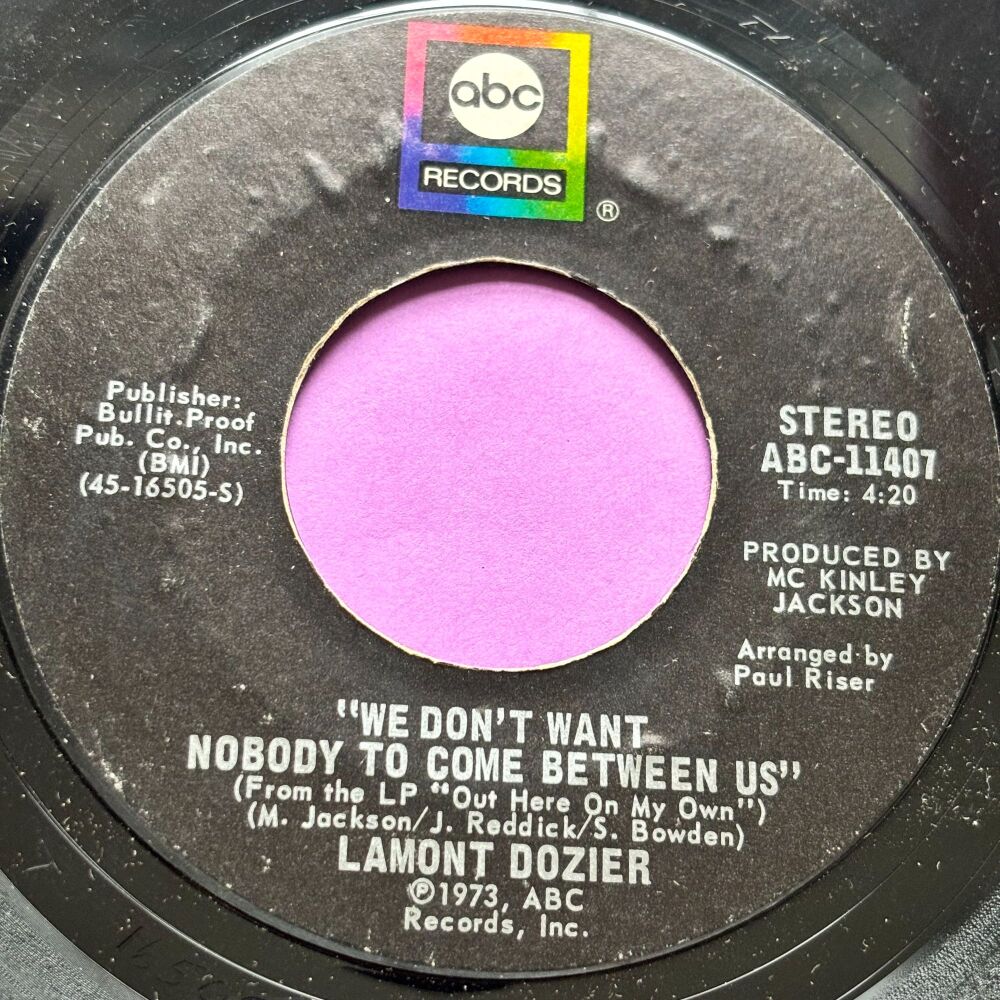 abc
RECORDS
®
Publisher:
Bullit.Proof
Pub. Co., Inc.
(BMI)
(45-16505-S)
STEREO
ABC-11407
Time: 4:20
PRODUCED BY
MC KINLEY
JACKSON
Arranged by
Paul Riser
"WE DON'T WANT
NOBODY TO COME BETWEEN US"
(From the LP "Out Here On My Own")
(M. Jackson/J. Reddick/S. Bowden)
LAMONT DOZIER
℗1973, ABC
Records, Inc.